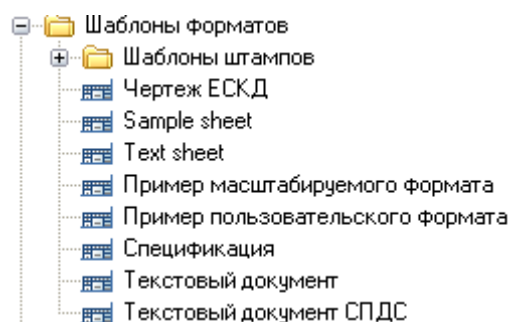 Шаблоны форматов
Шаблоны штампов
Чертеж ЕСКД
Sample sheet
Text sheet
Пример масштабируемого формата
Пример пользовательского формата
Спецификация
Текстовый документ
Текстовый документ СПДС